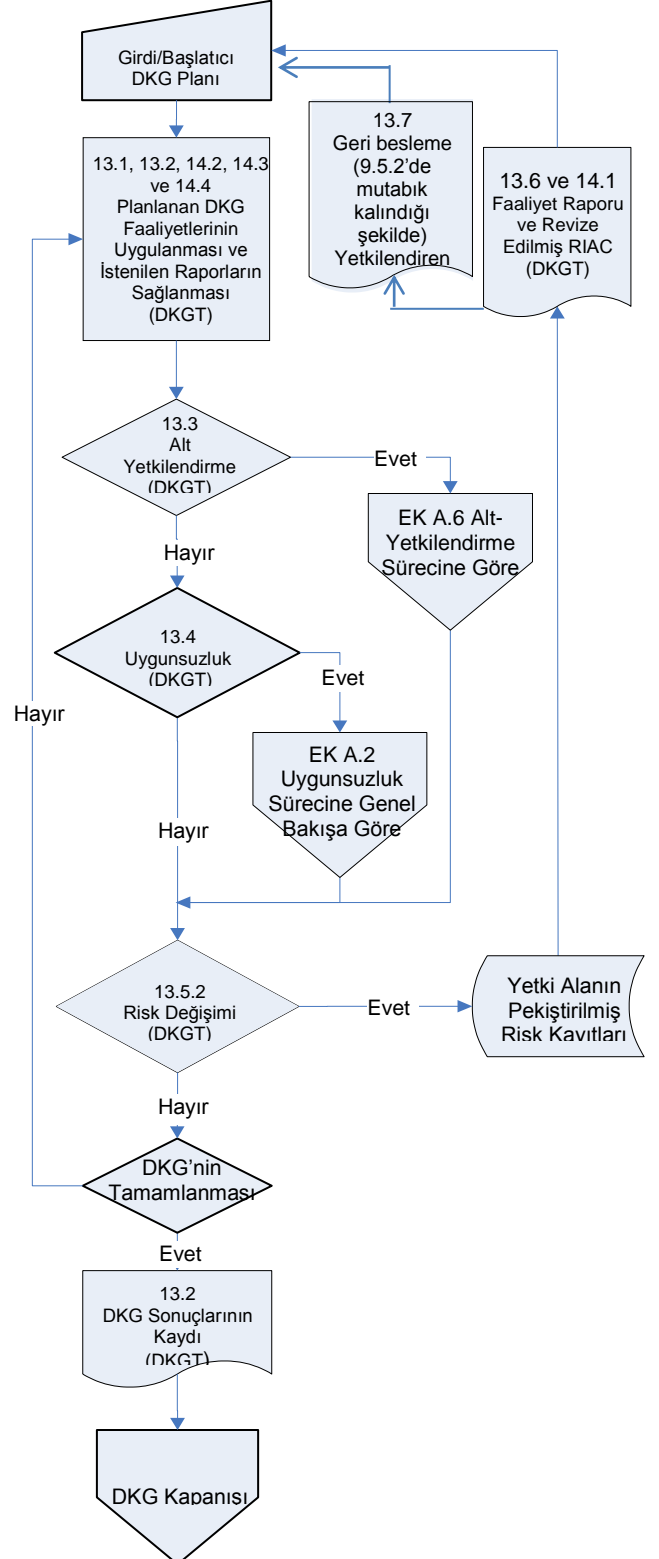 Girdi/Başlatıcı
DKG Planı
13.1, 13.2, 14.2, 14.3
ve 14.4
Planlanan DKG
Faaliyetlerinin
Uygulanması ve
İstenilen Raporların
Sağlanması
(DKGT)
13.7
Geri besleme
(9.5.2’de
mutabık
kalındığı
şekilde)
Yetkilendiren
13.6 ve 14.1
Faaliyet Raporu
ve Revize
Edilmiş RIAC
(DKGT)
13.3
Alt
Yetkilendirme
(DKGT)
Evet
EK A.6 Alt-
Yetkilendirme
Sürecine Göre
Hayır
13.4
Uygunsuzluk
(DKGT)
Evet
EK A.2
Uygunsuzluk
Sürecine Genel
Bakışa Göre
Hayır
Hayır
13.5.2
Risk Değişimi
(DKGT)
Evet
Yetki Alanın
Pekiştirilmiş
Risk Kayıtları
Hayır
DKG’nin
Tamamlanması
Evet
13.2
DKG Sonuçlarının
Kaydı
(DKGT)
DKG Kapanışı